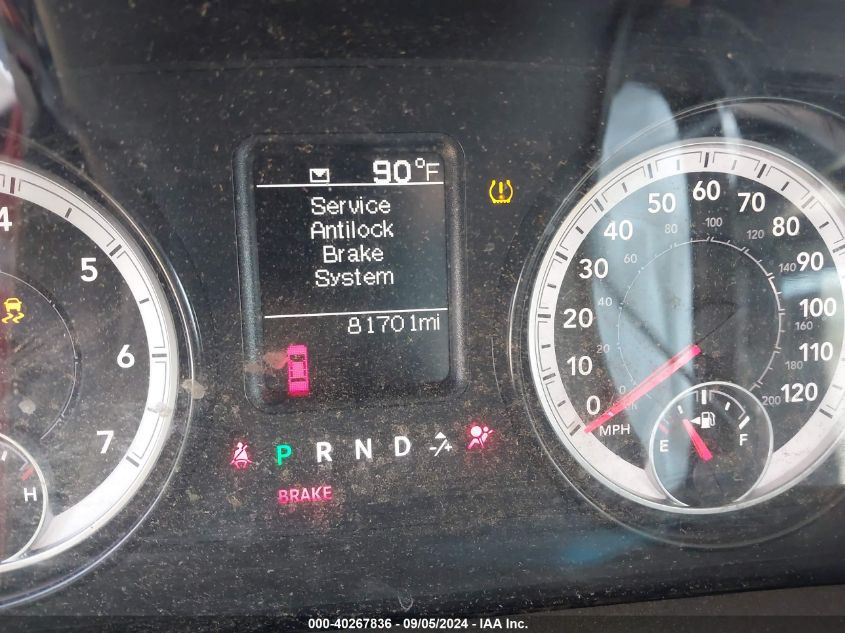 90°F
Service
Antilock
Brake
System
81701mi
4
5
6
7
H
P R N D
BRAKE
0 10 20 30 40 50 60 70 80 90 100 110 120
MPH
0 20 40 60 80 100 120 140 160 180 200
E F
000-40267836 - 09/05/2024 - IAA Inc.